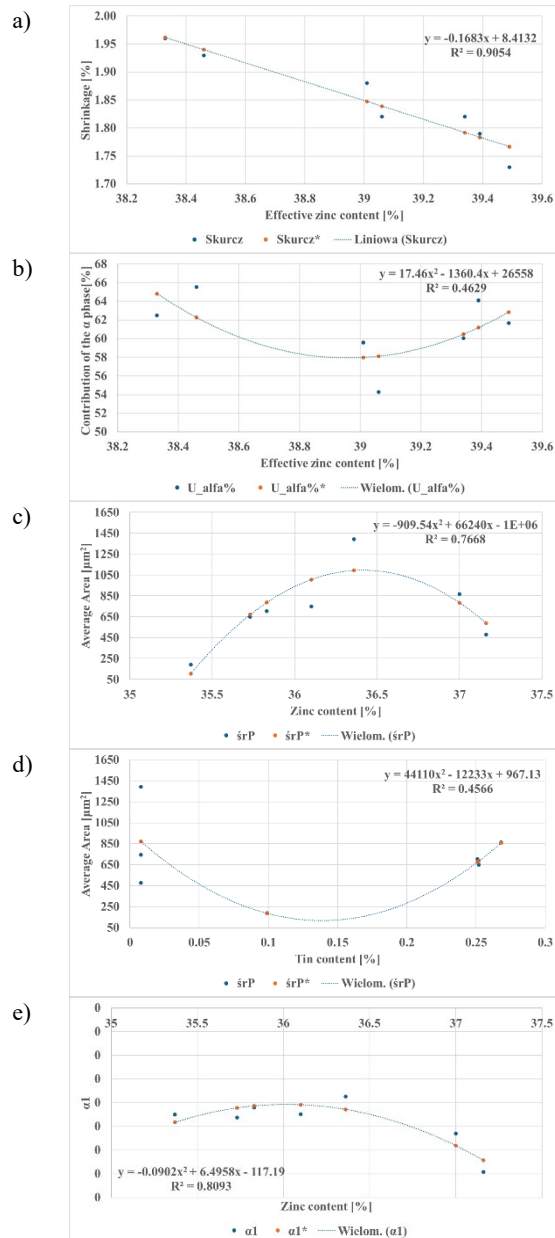 a)
2.00
y = -0.1683x + 8.4132
R² = 0.9054
1.95
1.90
1.85
1.80
1.75
1.70
Shrinkage [%]
38.2 38.4 38.6 38.8 39 39.2 39.4 39.6
Effective zinc content [%]
Skurcz Skurcz* Liniowa (Skurcz)
b)
68
y = 17.46x² - 1360.4x + 26558
R² = 0.4629
66
64
62
60
58
56
54
52
50
Contribution of the α phase[%]
38.2 38.4 38.6 38.8 39 39.2 39.4 39.6
Effective zinc content [%]
U_alfa% U_alfa%* Wielom. (U_alfa%)
c)
1650
y = -909.54x² + 66240x - 1E+06
R² = 0.7668
1450
1250
1050
850
650
450
250
50
Average Area [µm²]
35 35.5 36 36.5 37 37.5
Zinc content [%]
śrP śrP* Wielom. (śrP)
d)
1650
y = 44110x² - 12233x + 967.13
R² = 0.4566
1450
1250
1050
850
650
450
250
50
Average Area [µm²]
0 0.05 0.1 0.15 0.2 0.25 0.3
Tin content [%]
śrP śrP* Wielom. (śrP)
e)
35 35.5 36 36.5 37 37.5
0
0
0
0
0
0
0
0
0
α1
y = -0.0902x² + 6.4958x - 117.19
R² = 0.8093
Zinc content [%]
α1 α1* Wielom. (α1)